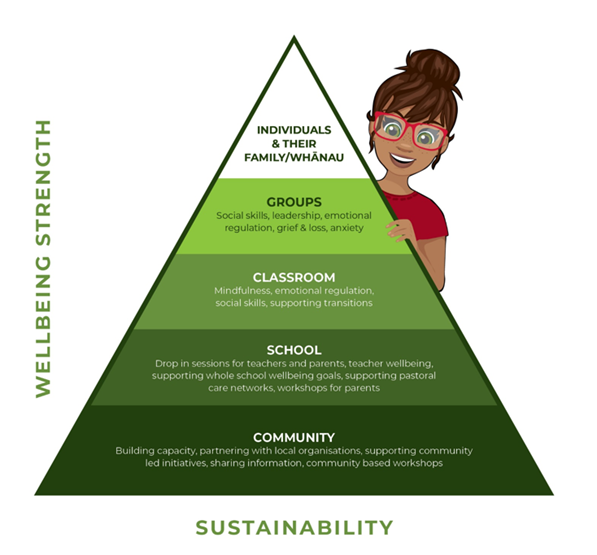 WELLBEING STRENGTH
INDIVIDUALS
& THEIR
FAMILY/WHĀNAU
GROUPS
Social skills, leadership, emotional
regulation, grief & loss, anxiety
CLASSROOM
Mindfulness, emotional regulation,
social skills, supporting transitions
SCHOOL
Drop in sessions for teachers and parents, teacher wellbeing,
supporting whole school wellbeing goals, supporting pastoral
care networks, workshops for parents
COMMUNITY
Building capacity, partnering with local organisations, supporting community
led initiatives, sharing information, community based workshops
SUSTAINABILITY